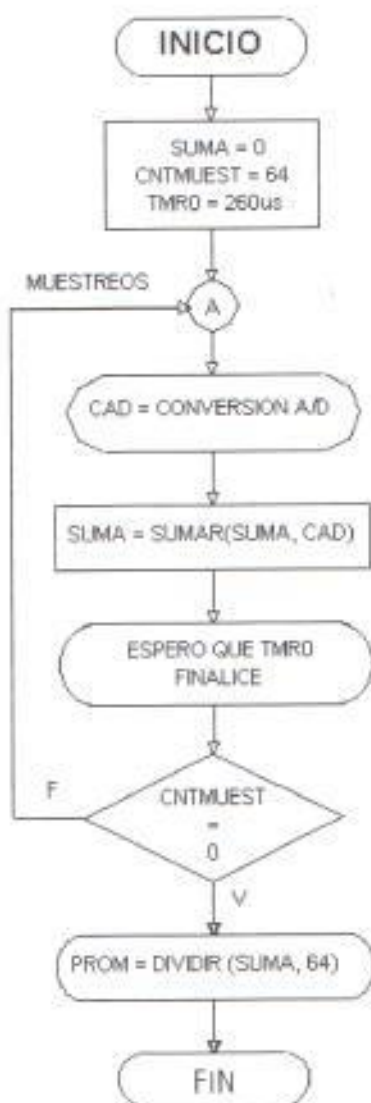 INICIO
SUMA = 0
CNTMUEST = 64
TMR0 = 260us
MUESTREOS
A
CAD = CONVERSION A/D
SUMA = SUMAR(SUMA, CAD)
ESPERO QUE TMR0
FINALICE
F
CNTMUEST
=
0
V
PROM = DIVIDIR (SUMA, 64)
FIN